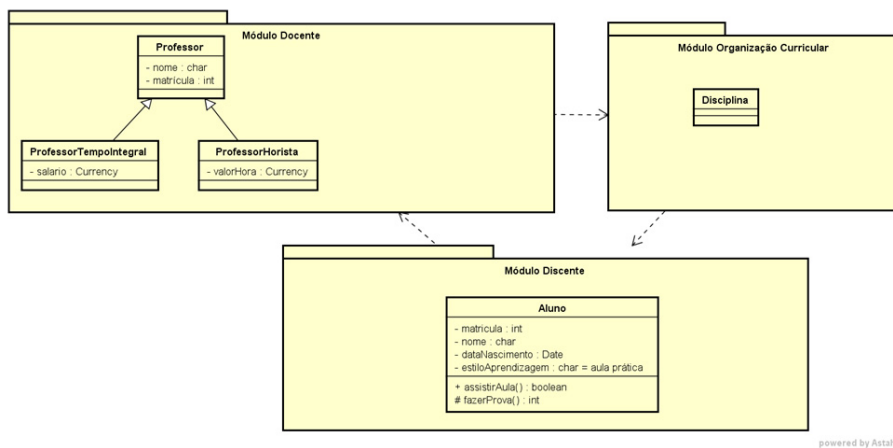 Módulo Docente
Professor
- nome : char
- matrícula : int
ProfessorTempoIntegral
- salario : Currency
ProfessorHorista
- valorHora : Currency
Módulo Organização Curricular
Disciplina
Módulo Discente
Aluno
- matricula : int
- nome : char
- dataNascimento : Date
- estiloAprendizagem : char = aula prática
+ assistirAula() : boolean
# fazerProva() : int
powered by Astah